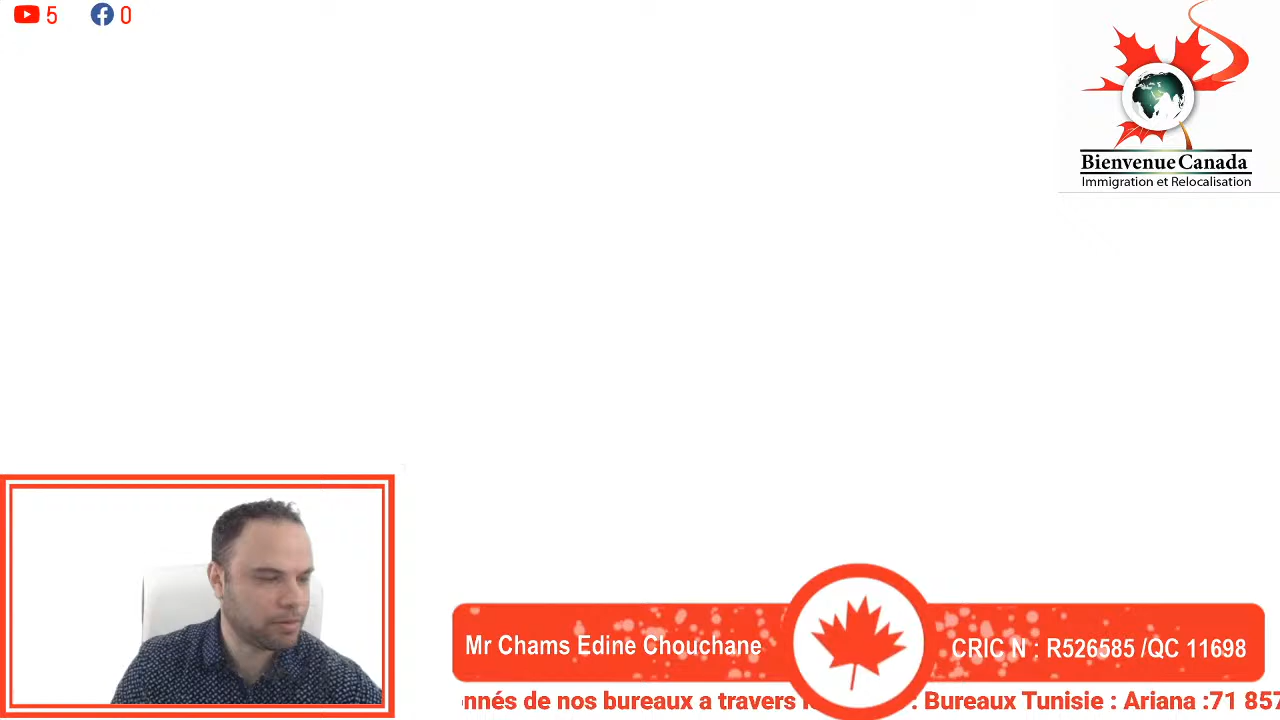 5 0
Bienvenue Canada
Immigration et Relocalisation
Mr Chams Edine Chouchane
CRIC N : R526585 /QC 11698
onnés de nos bureaux a travers : Bureaux Tunisie : Ariana :71 857